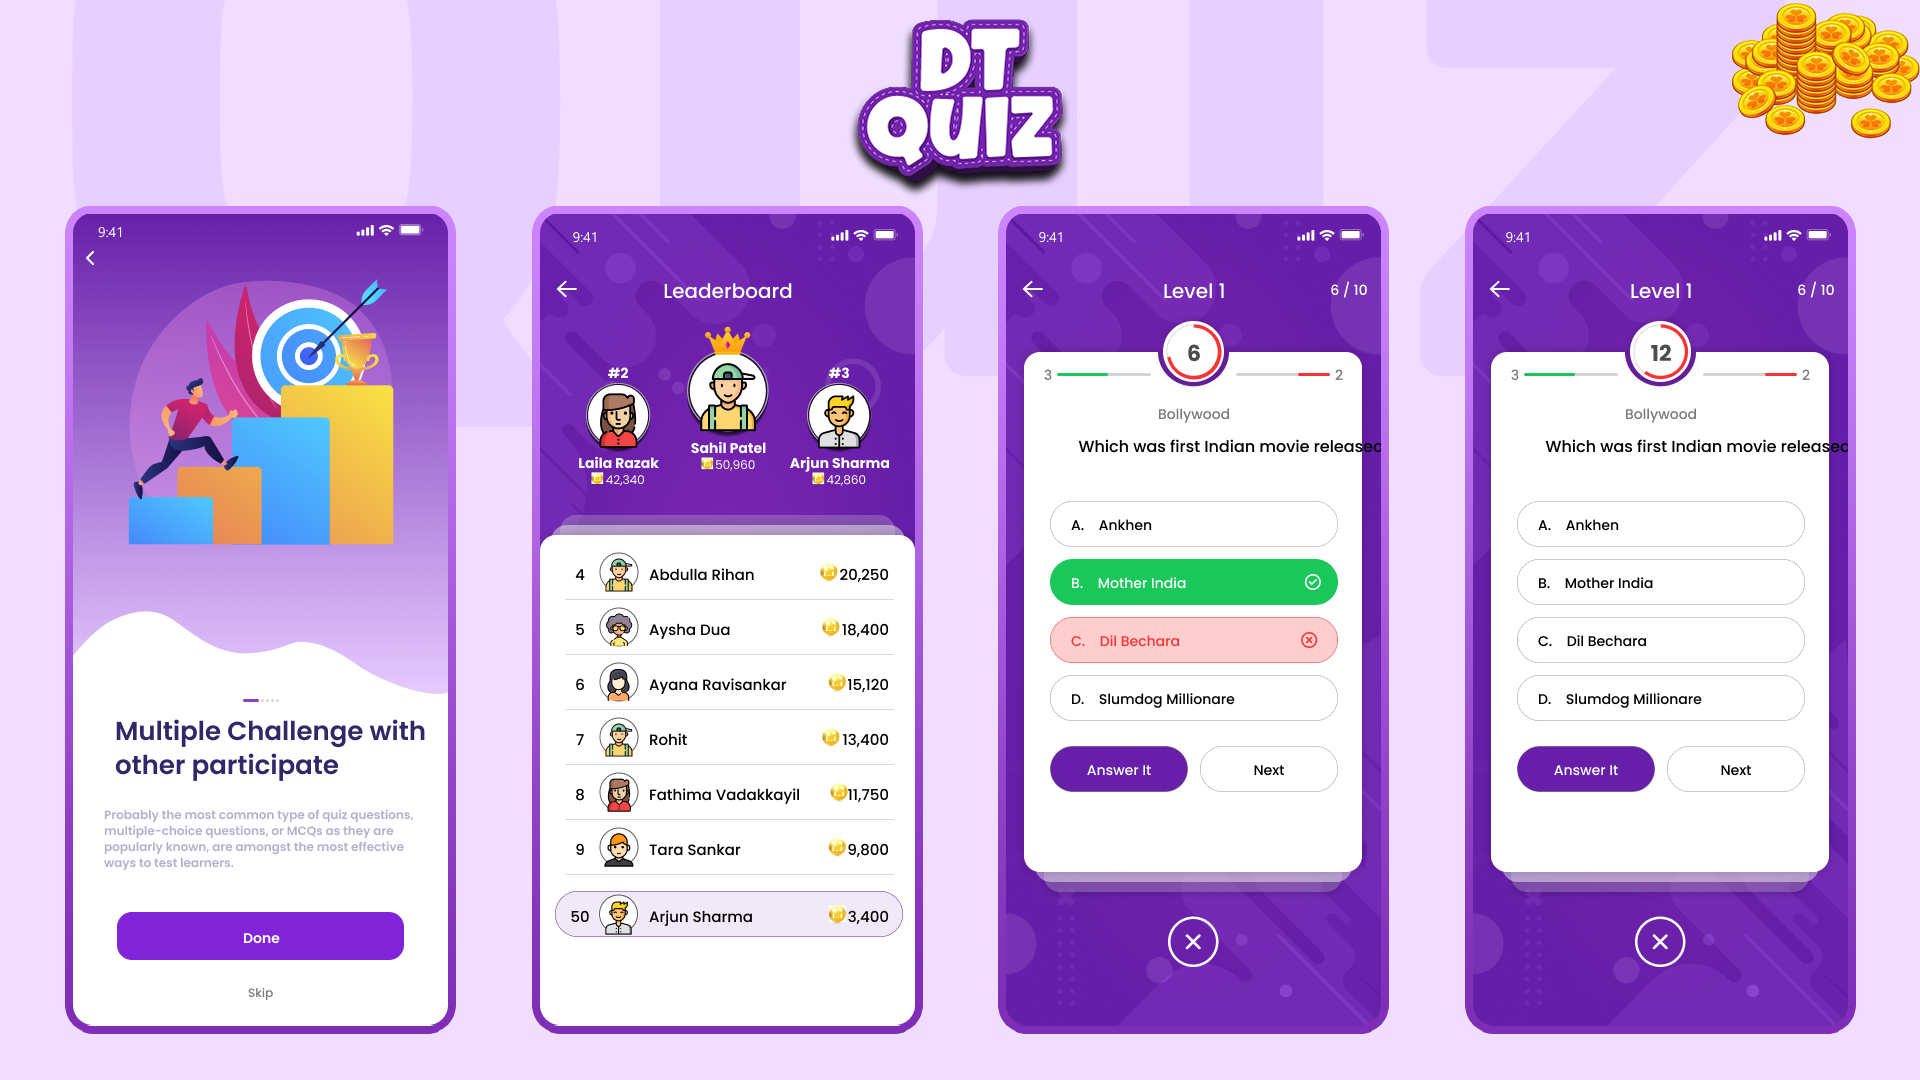 DT
QUIZ
9:41
Multiple Challenge with
other participate
Probably the most common type of quiz questions,
multiple-choice questions, or MCQs as they are
popularly known, are amongst the most effective
ways to test learners.
Done
Skip
9:41
Leaderboard
#2
#3
Sahil Patel
50,960
Laila Razak
42,340
Arjun Sharma
42,860
4 Abdulla Rihan 20,250
5 Aysha Dua 18,400
6 Ayana Ravisankar 15,120
7 Rohit 13,400
8 Fathima Vadakkayil 11,750
9 Tara Sankar 9,800
50 Arjun Sharma 3,400
9:41
Level 1 6 / 10
6
3 2
Bollywood
Which was first Indian movie released
A. Ankhen
B. Mother India
C. Dil Bechara
D. Slumdog Millionare
Answer It Next
9:41
Level 1 6 / 10
12
3 2
Bollywood
Which was first Indian movie released
A. Ankhen
B. Mother India
C. Dil Bechara
D. Slumdog Millionare
Answer It Next
QUIZ